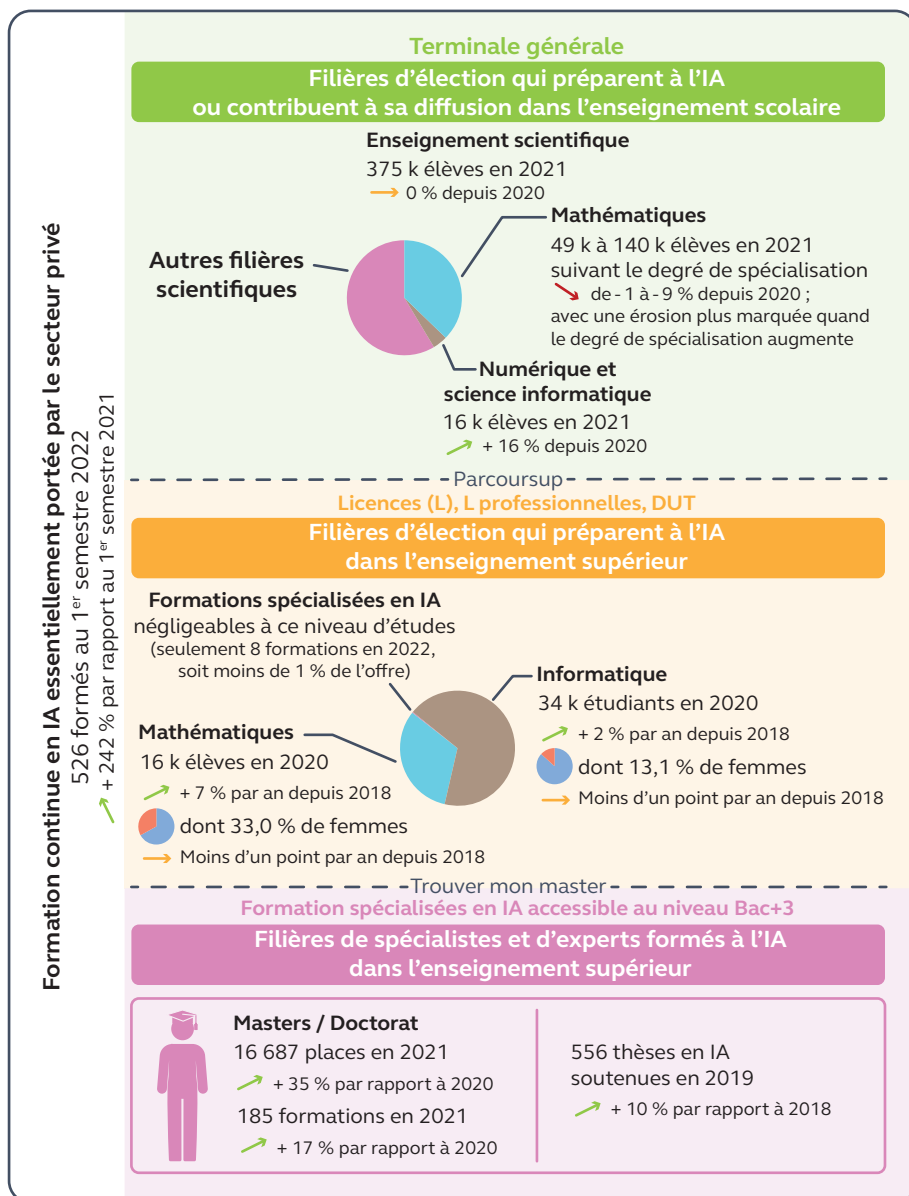 Formation continue en IA essentiellement portée par le secteur privé
526 formés au 1er semestre 2022
+ 242 % par rapport au 1er semestre 2021
Terminale générale
Filières d’élection qui préparent à l’IA
ou contribuent à sa diffusion dans l’enseignement scolaire
Enseignement scientifique
375 k élèves en 2021
0 % depuis 2020
Mathématiques
49 k à 140 k élèves en 2021
suivant le degré de spécialisation
de - 1 à - 9 % depuis 2020 ;
avec une érosion plus marquée quand
le degré de spécialisation augmente
Autres filières
scientifiques
Numérique et
science informatique
16 k élèves en 2021
+ 16 % depuis 2020
Parcoursup
Licences (L), L professionnelles, DUT
Filières d’élection qui préparent à l’IA
dans l’enseignement supérieur
Formations spécialisées en IA
négligeables à ce niveau d’études
(seulement 8 formations en 2022,
soit moins de 1 % de l’offre)
Informatique
34 k étudiants en 2020
+ 2 % par an depuis 2018
dont 13,1 % de femmes
Moins d’un point par an depuis 2018
Mathématiques
16 k élèves en 2020
+ 7 % par an depuis 2018
dont 33,0 % de femmes
Moins d’un point par an depuis 2018
Trouver mon master
Formation spécialisées en IA accessible au niveau Bac+3
Filières de spécialistes et d’experts formés à l’IA
dans l’enseignement supérieur
Masters / Doctorat
16 687 places en 2021
+ 35 % par rapport à 2020
185 formations en 2021
+ 17 % par rapport à 2020
556 thèses en IA
soutenues en 2019
+ 10 % par rapport à 2018